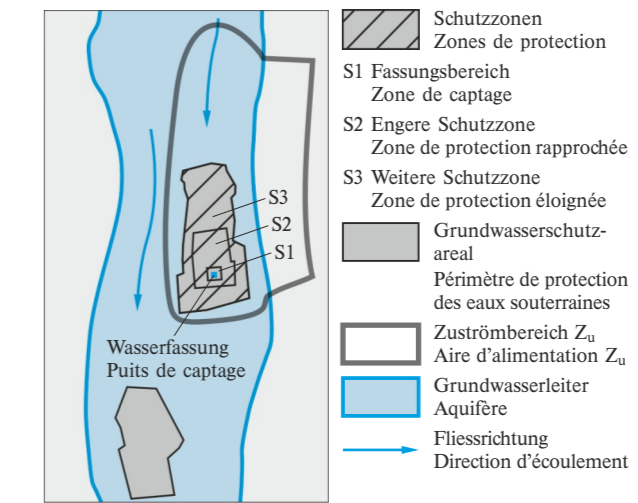 S3
S2
S1
Wasserfassung
Puits de captage
Schutzzonen
Zones de protection
S1 Fassungsbereich
Zone de captage
S2 Engere Schutzzone
Zone de protection rapprochée
S3 Weitere Schutzzone
Zone de protection éloignée
Grundwasserschutz-
areal
Périmètre de protection
des eaux souterraines
Zuströmbereich Zu
Aire d'alimentation Zu
Grundwasserleiter
Aquifère
Fliessrichtung
Direction d'écoulement